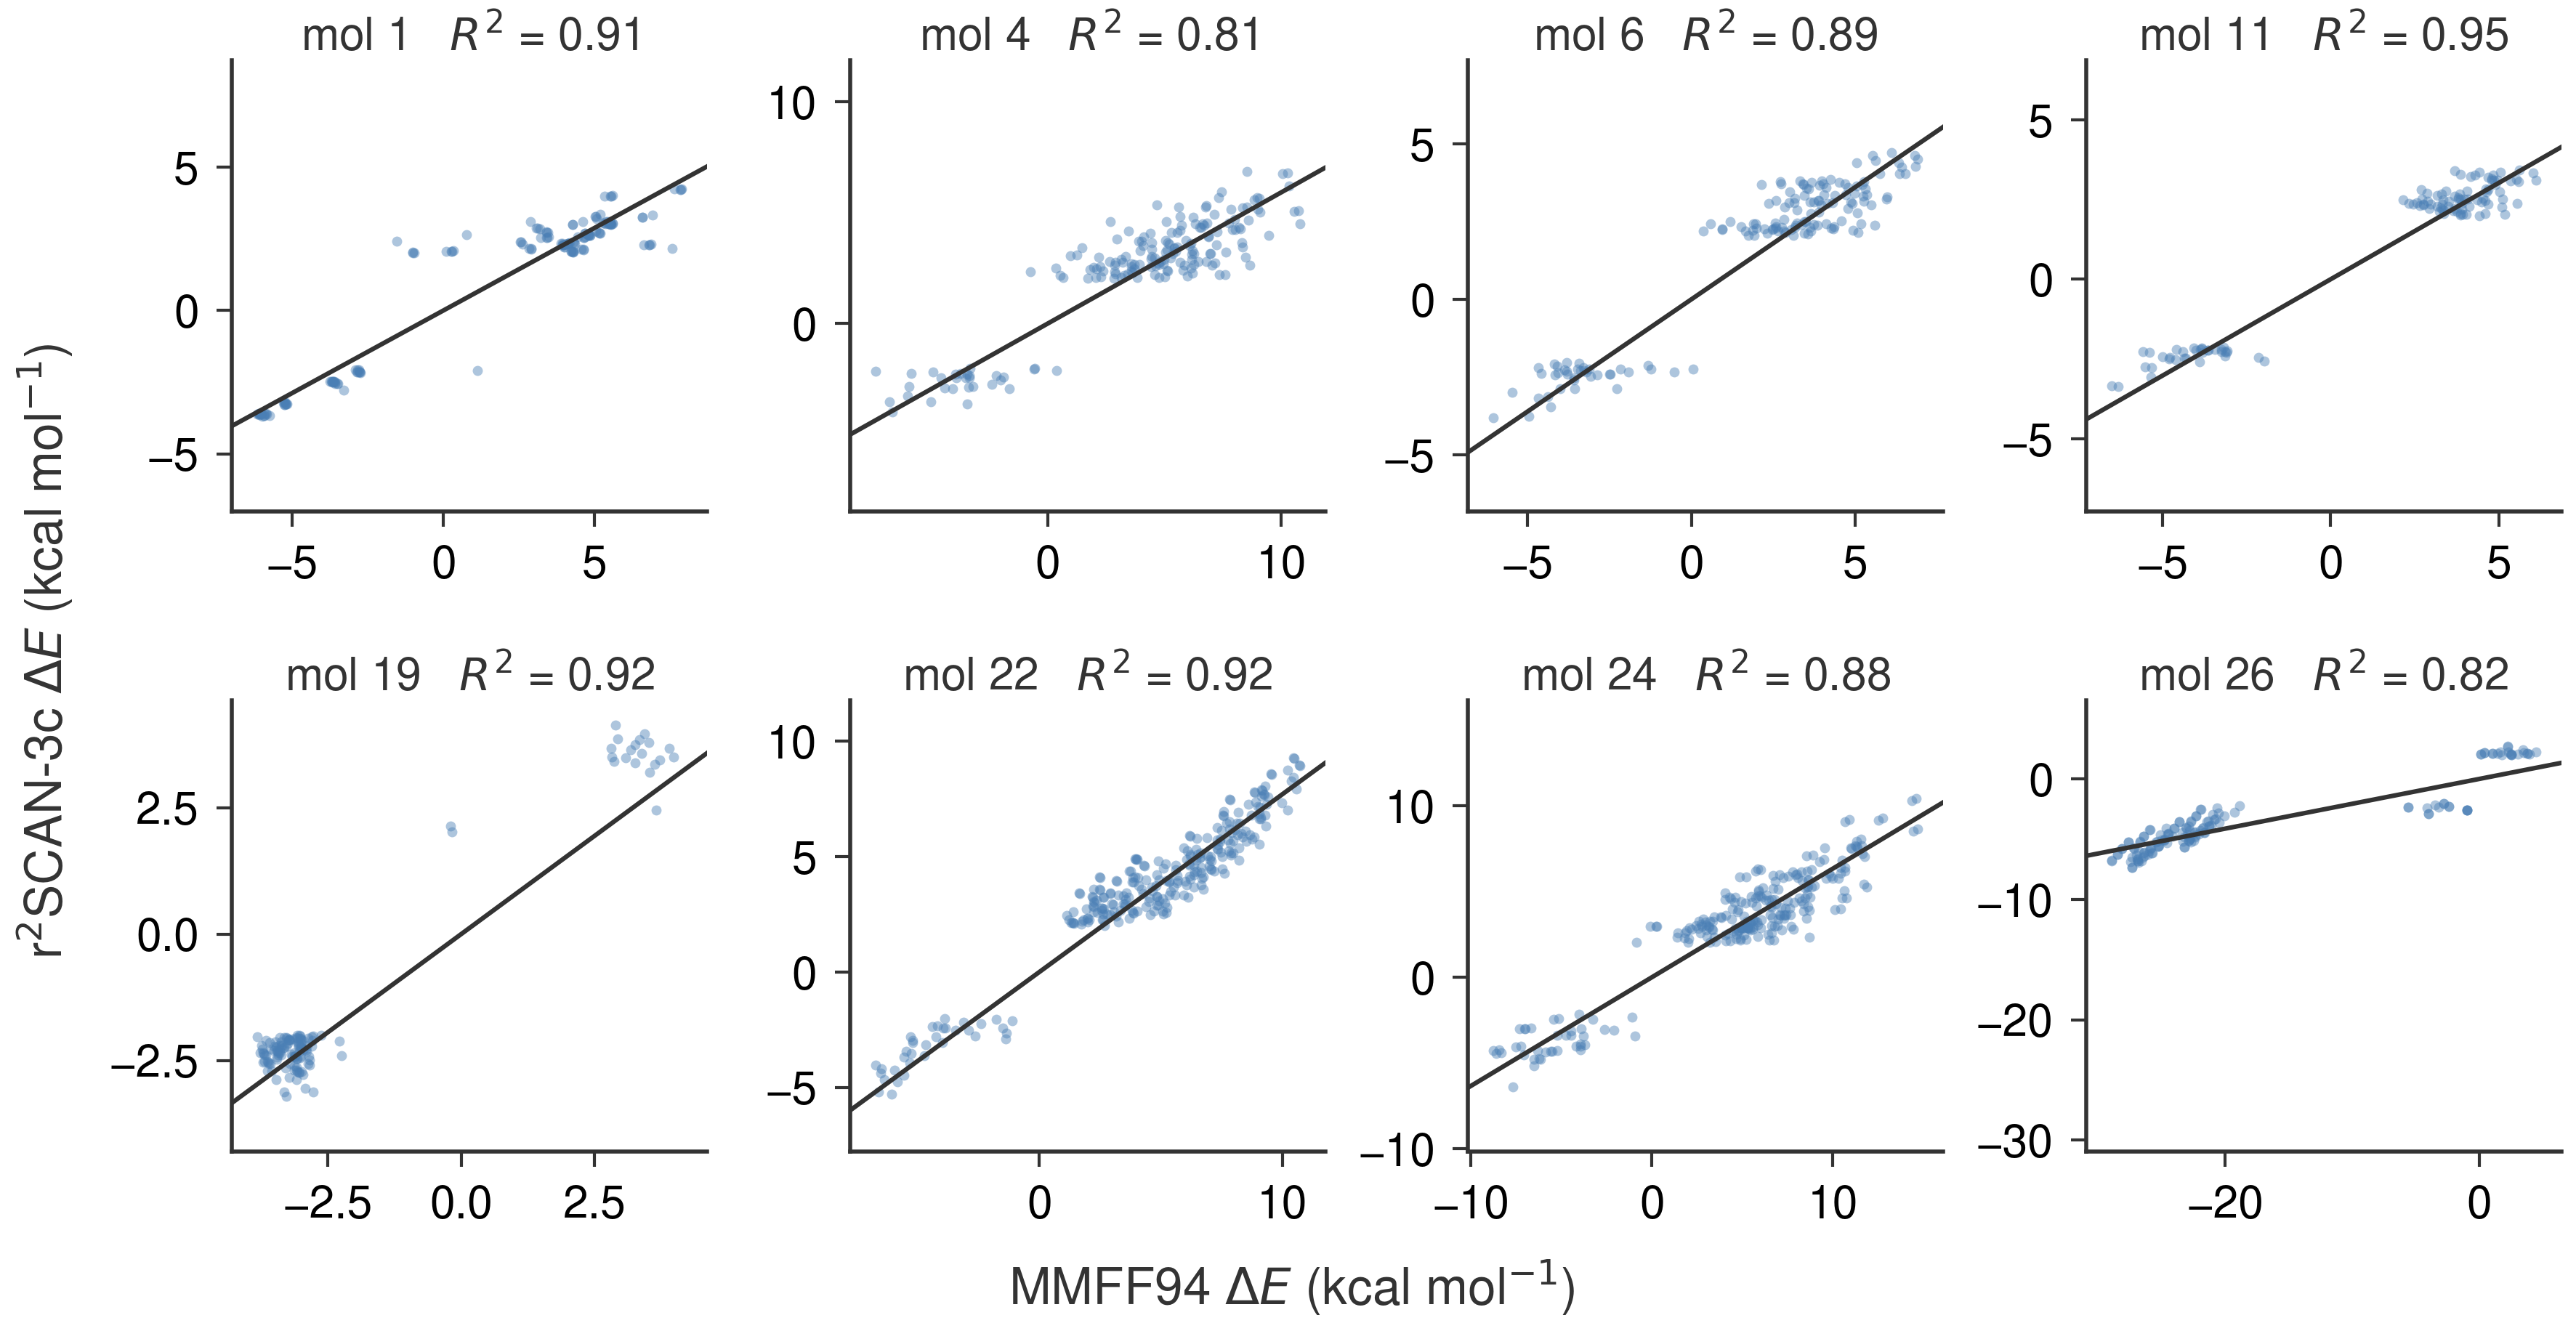 mol 1 R² = 0.91
5
0
−5
−5 0 5
mol 4 R² = 0.81
10
0
0 10
mol 6 R² = 0.89
5
0
−5
−5 0 5
mol 11 R² = 0.95
5
0
−5
−5 0 5
r²SCAN-3c ΔE (kcal mol⁻¹)
mol 19 R² = 0.92
2.5
0.0
−2.5
−2.5 0.0 2.5
mol 22 R² = 0.92
10
5
0
−5
0 10
mol 24 R² = 0.88
10
0
−10
−10 0 10
mol 26 R² = 0.82
0
−10
−20
−30
−20 0
MMFF94 ΔE (kcal mol⁻¹)